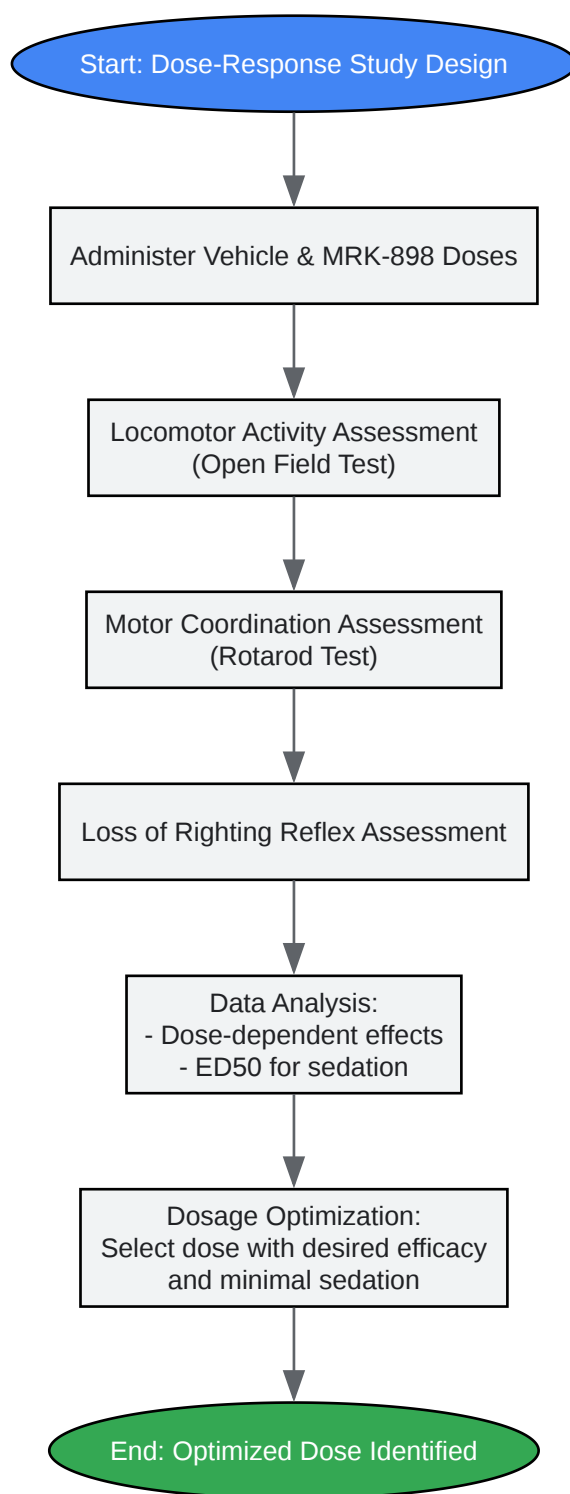 Start: Dose-Response Study Design
Administer Vehicle & MRK-898 Doses
Locomotor Activity Assessment
(Open Field Test)
Motor Coordination Assessment
(Rotarod Test)
Loss of Righting Reflex Assessment
Data Analysis:
- Dose-dependent effects
- ED50 for sedation
Dosage Optimization:
Select dose with desired efficacy
and minimal sedation
End: Optimized Dose Identified